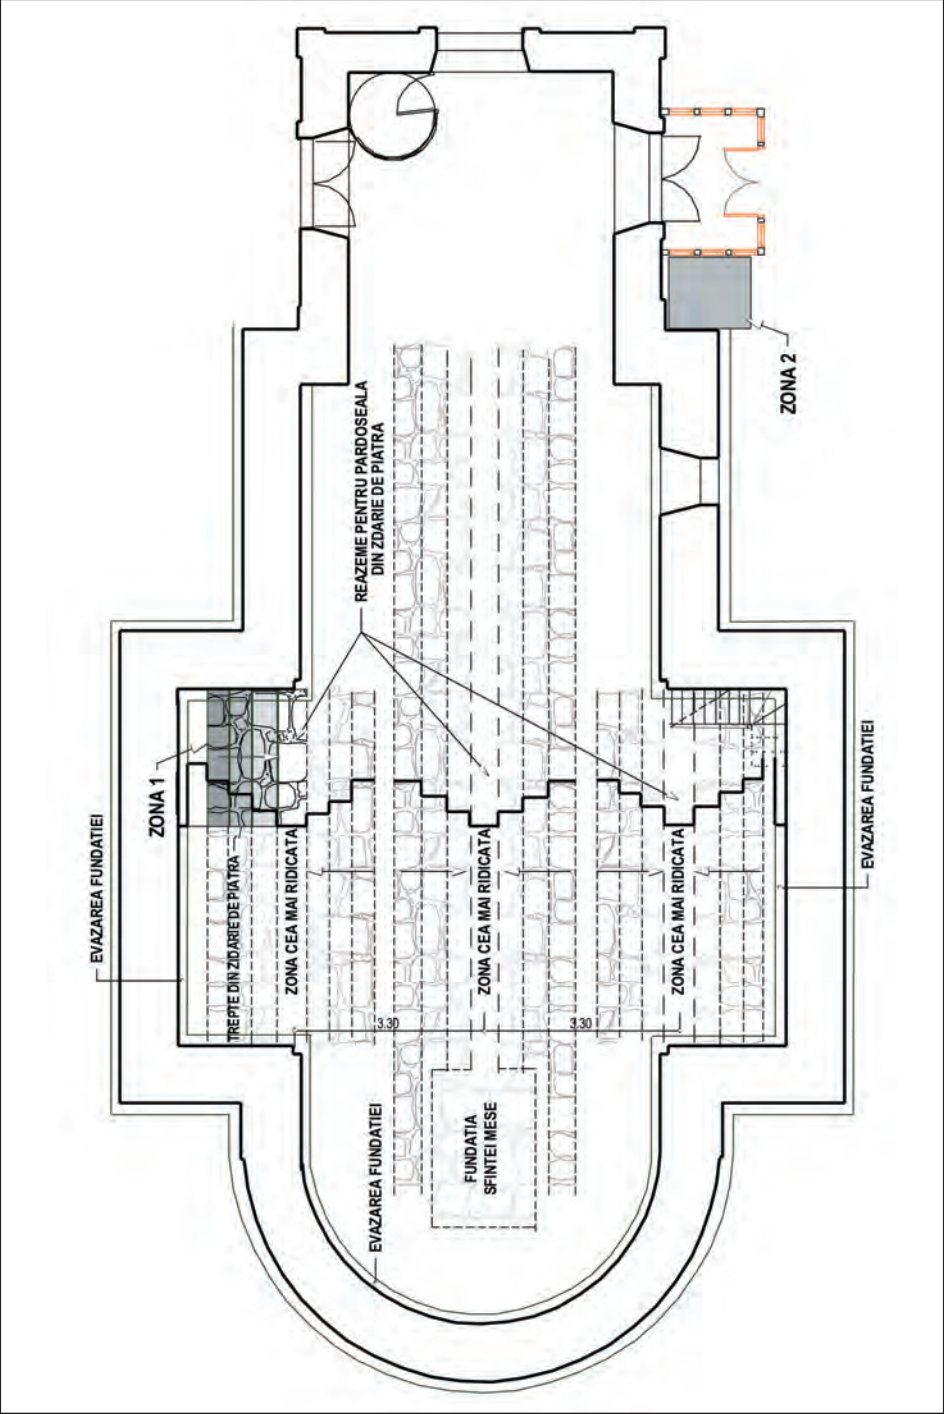 ZONA 2
REAZEME PENTRU PARDOSEALA
DIN ZDARIE DE PIATRA
ZONA 1
EVAZAREA FUNDATIEI
TREPTE DIN ZIDARIE DE PIATRA
ZONA CEA MAI RIDICATA
ZONA CEA MAI RIDICATA
ZONA CEA MAI RIDICATA
EVAZAREA FUNDATIEI
3.30
3.30
EVAZAREA FUNDATIEI
FUNDATIA
SFINTEI MESE